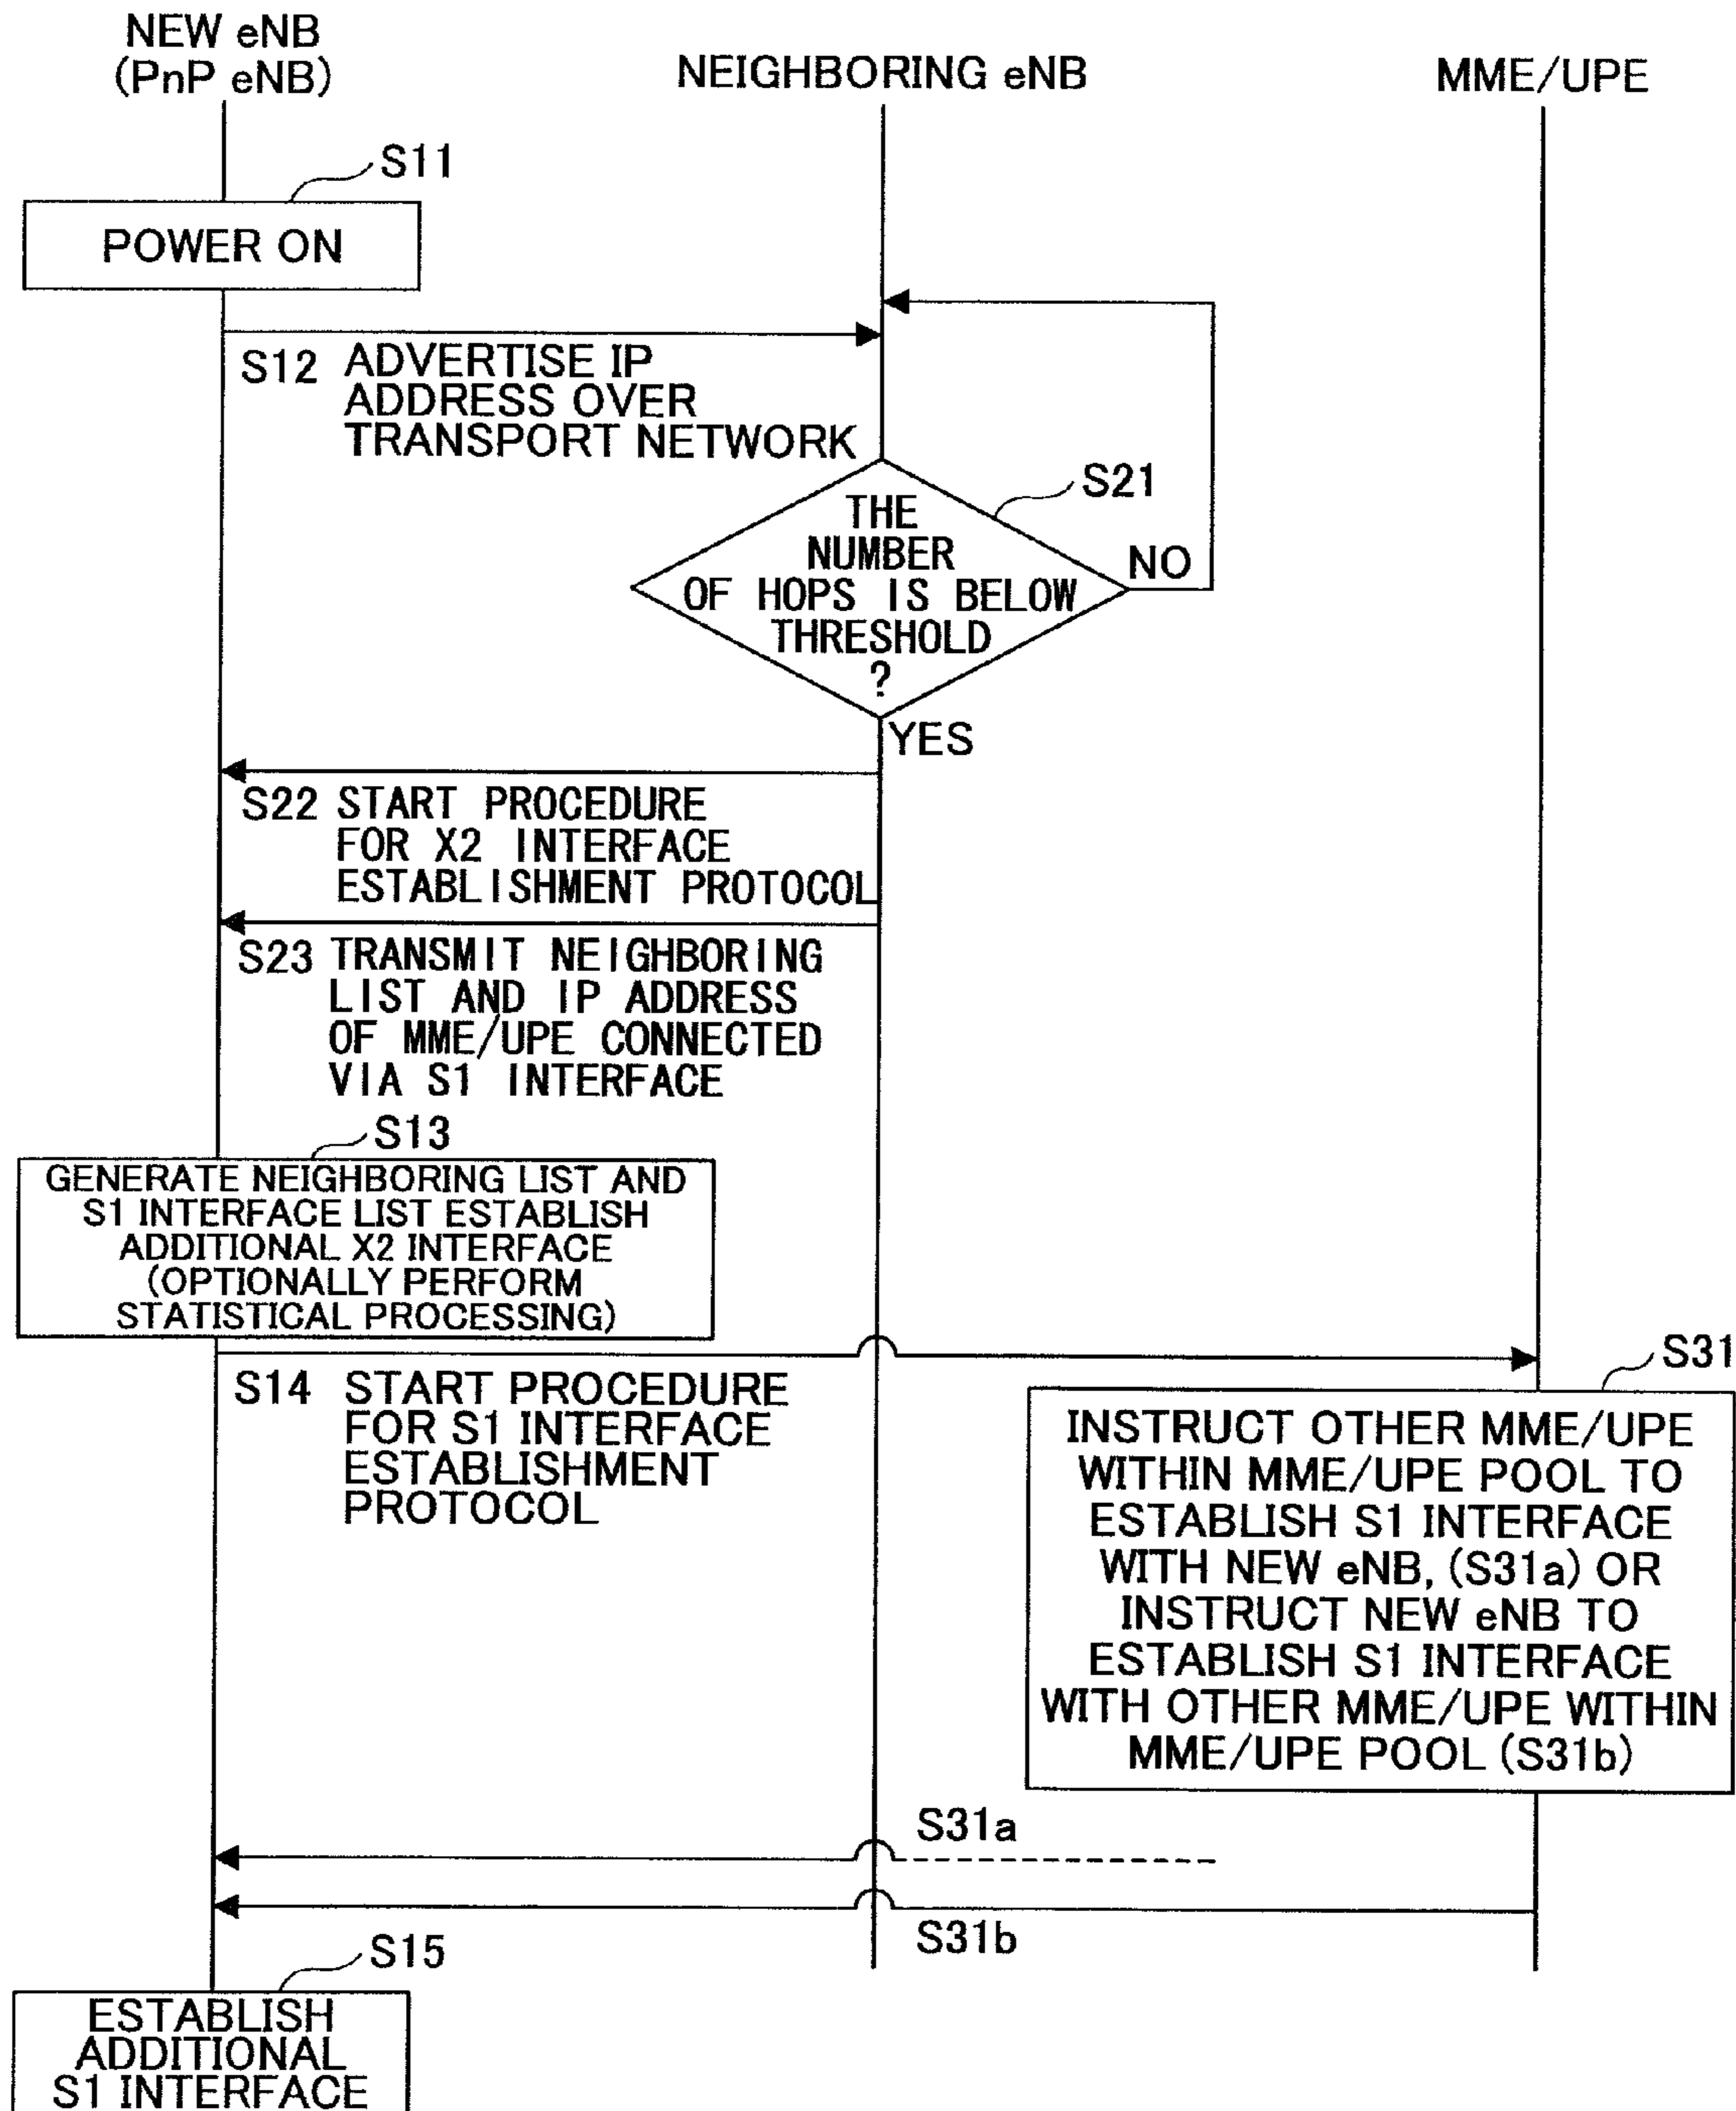 NEW eNB
(PnP eNB)
NEIGHBORING eNB
MME/UPE
S11
POWER ON
S12 ADVERTISE IP
ADDRESS OVER
TRANSPORT NETWORK
S21
THE
NUMBER
OF HOPS IS BELOW
THRESHOLD
?
NO
YES
S22 START PROCEDURE
FOR X2 INTERFACE
ESTABLISHMENT PROTOCOL
S23 TRANSMIT NEIGHBORING
LIST AND IP ADDRESS
OF MME/UPE CONNECTED
VIA S1 INTERFACE
S13
GENERATE NEIGHBORING LIST AND
S1 INTERFACE LIST ESTABLISH
ADDITIONAL X2 INTERFACE
(OPTIONALLY PERFORM
STATISTICAL PROCESSING)
S14 START PROCEDURE
FOR S1 INTERFACE
ESTABLISHMENT
PROTOCOL
S31
INSTRUCT OTHER MME/UPE
WITHIN MME/UPE POOL TO
ESTABLISH S1 INTERFACE
WITH NEW eNB, (S31a) OR
INSTRUCT NEW eNB TO
ESTABLISH S1 INTERFACE
WITH OTHER MME/UPE WITHIN
MME/UPE POOL (S31b)
S31a
S31b
S15
ESTABLISH
ADDITIONAL
S1 INTERFACE